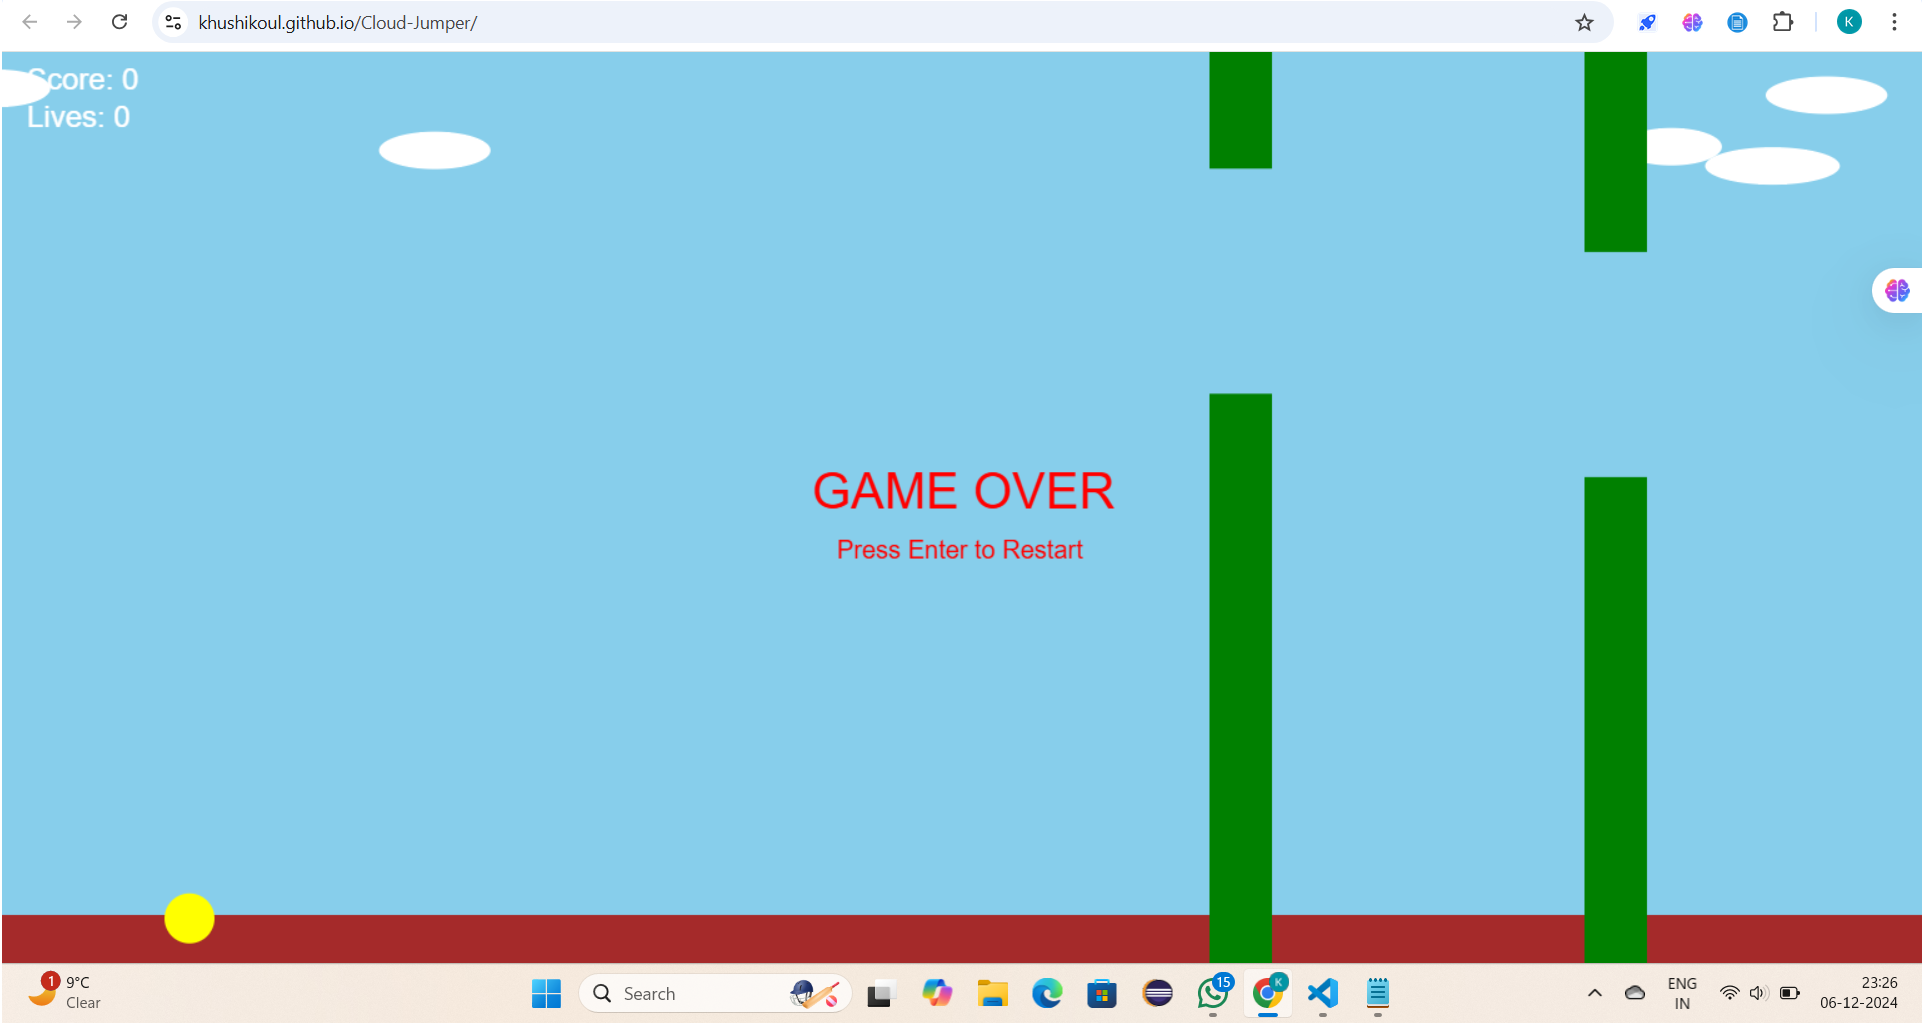 khushikoul.github.io/Cloud-Jumper/
K
Score: 0
Lives: 0
GAME OVER
Press Enter to Restart
1
9°C
Clear
Search
15
K
ENG
IN
23:26
06-12-2024